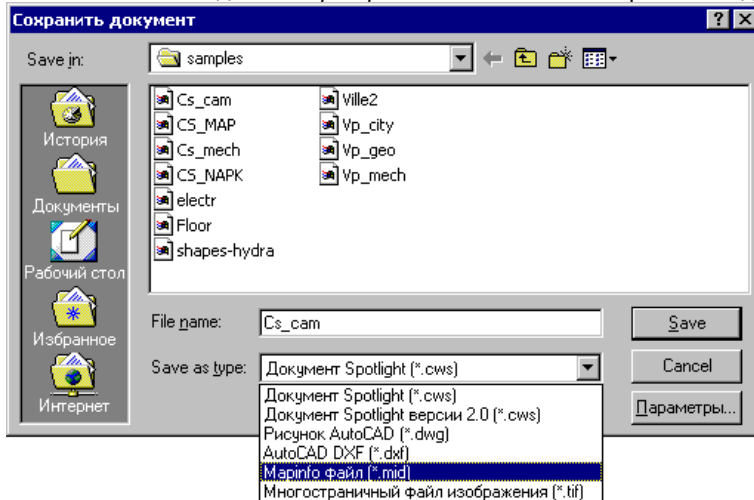 Сохранить документ
Save in:
samples
История
Документы
Рабочий стол
Избранное
Интернет
Cs_cam
CS_MAP
Cs_mech
CS_NAPK
electr
Floor
shapes-hydra
Ville2
Vp_city
Vp_geo
Vp_mech
File name:
Cs_cam
Save
Save as type:
Документ Spotlight (*.cws)
Cancel
Документ Spotlight (*.cws)
Документ Spotlight версии 2.0 (*.cws)
Рисунок AutoCAD (*.dwg)
AutoCAD DXF (*.dxf)
Mapinfo файл (*.mid)
Многостраничный файл изображения (*.tif)
Параметры...